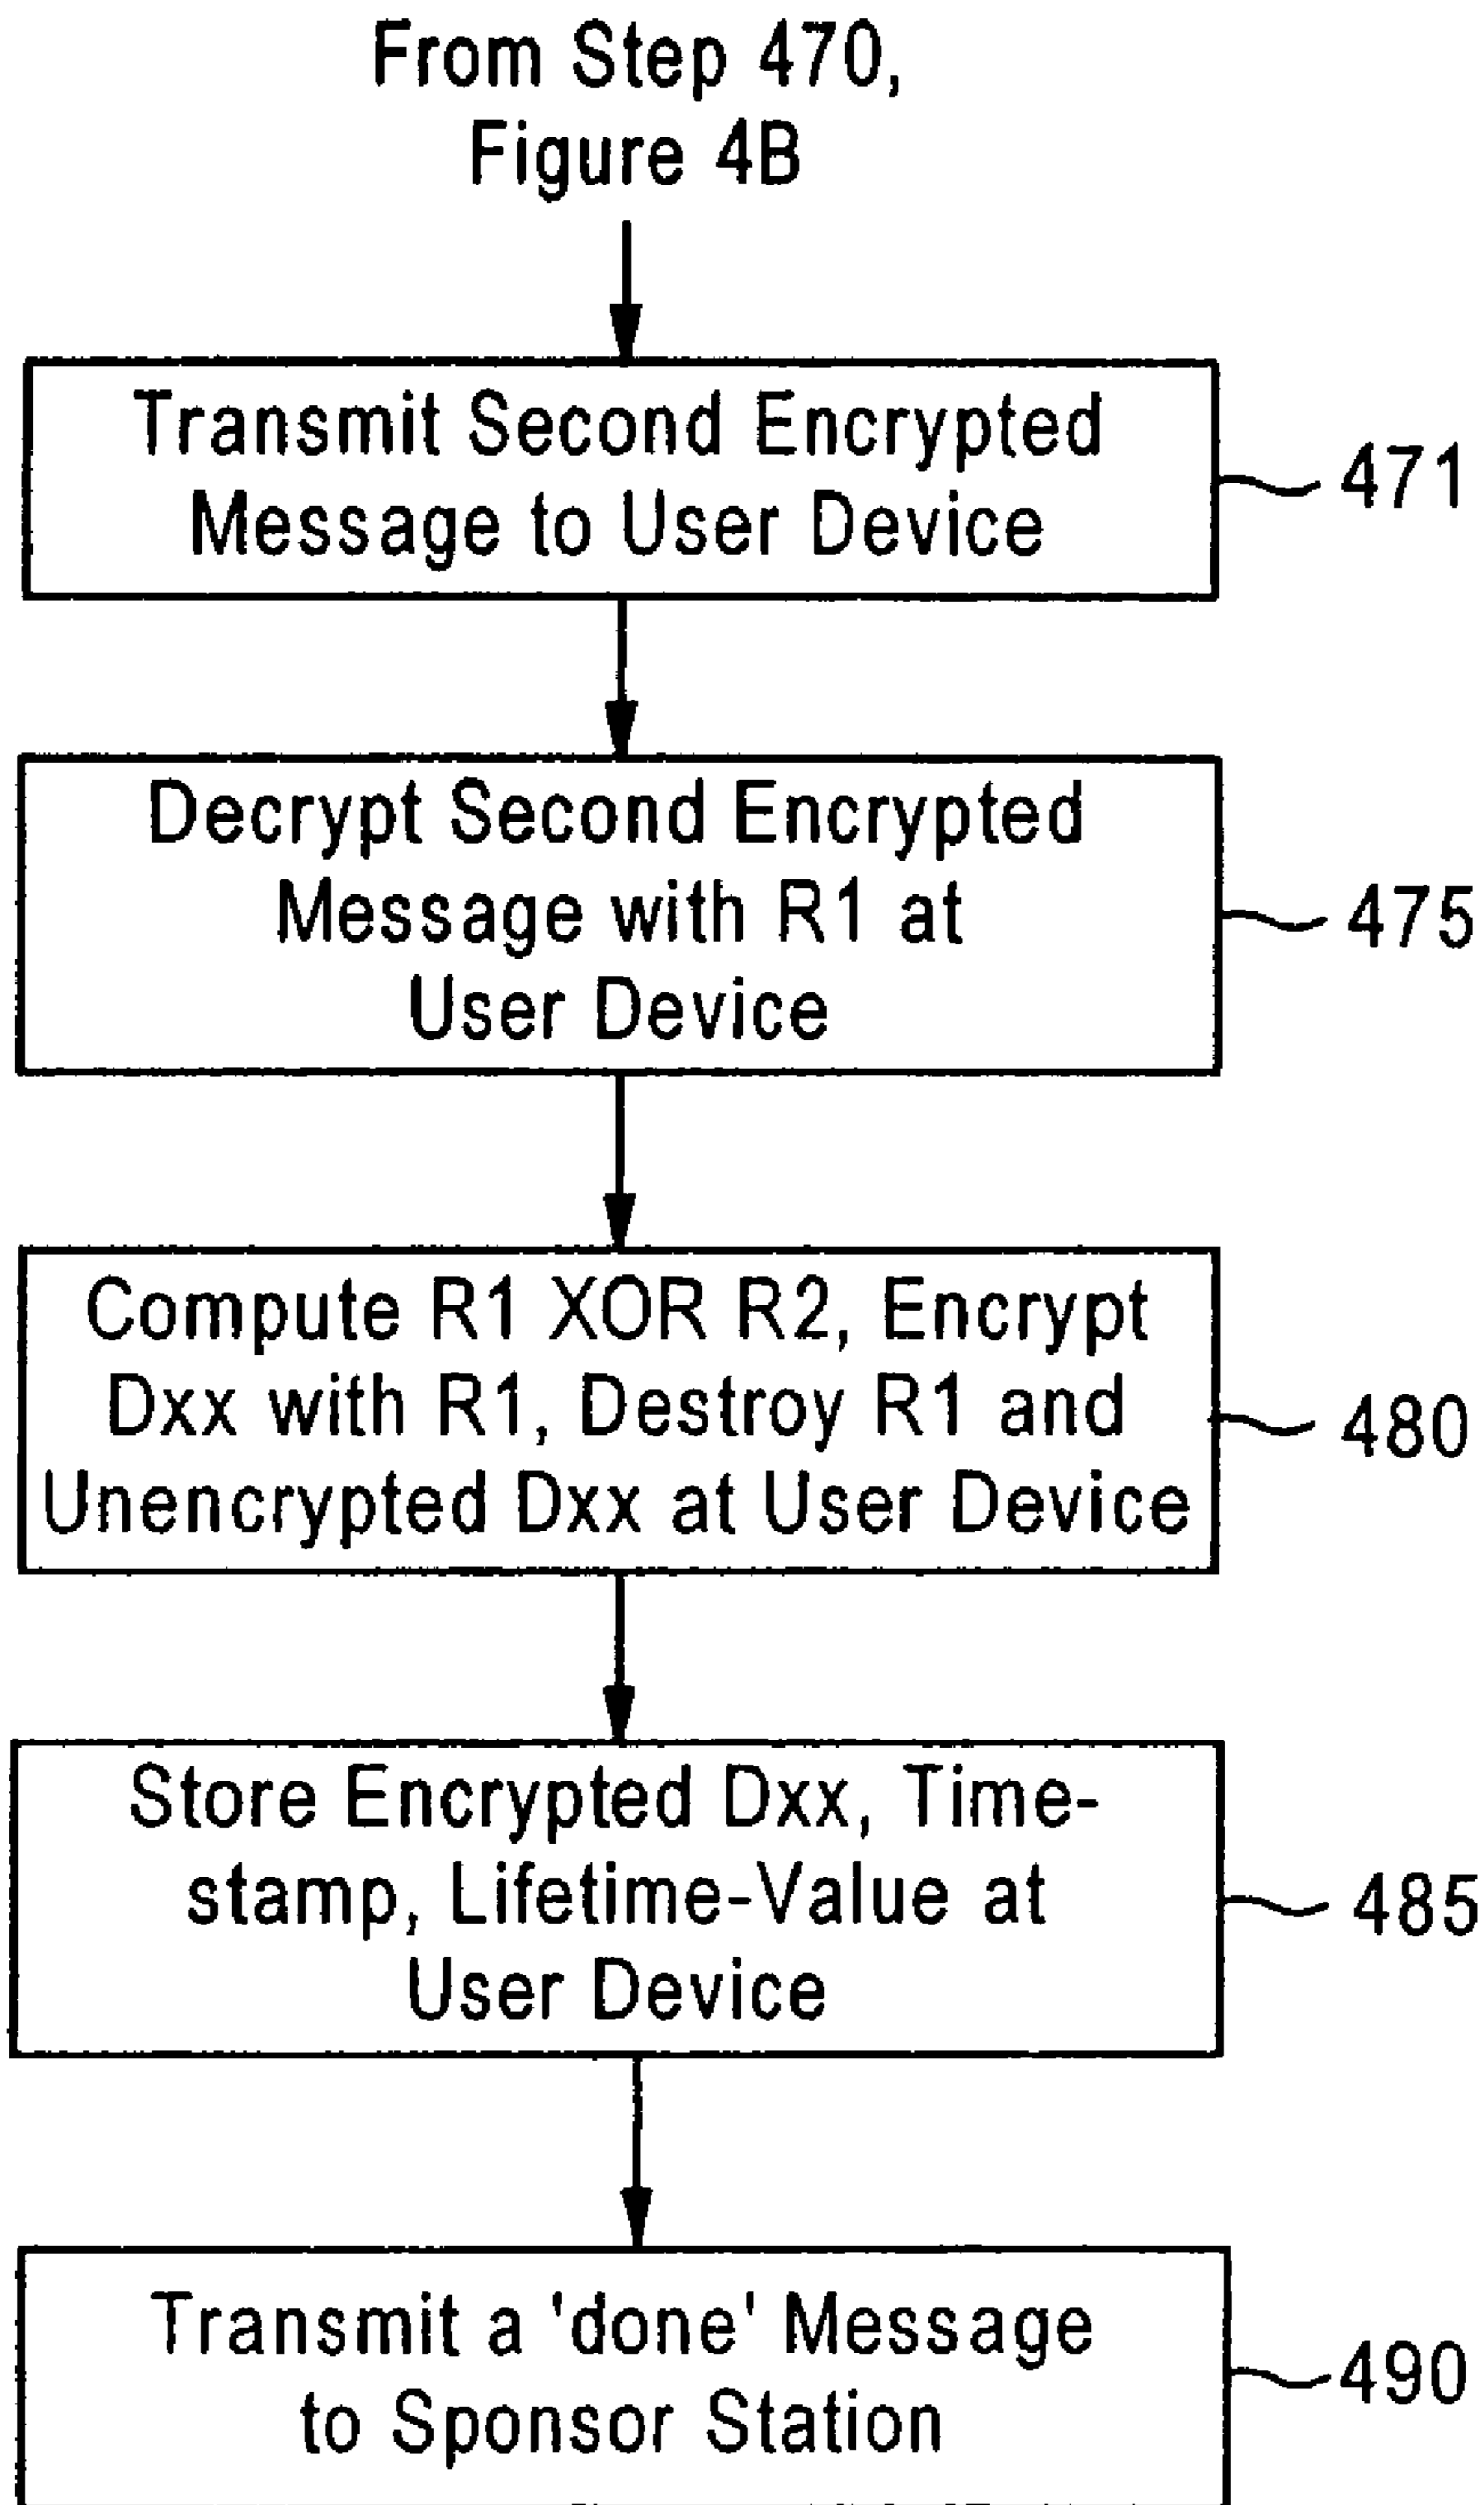 From Step 470,
Figure 4B
Transmit Second Encrypted
Message to User Device
471
Decrypt Second Encrypted
Message with R1 at
User Device
475
Compute R1 XOR R2, Encrypt
Dxx with R1, Destroy R1 and
Unencrypted Dxx at User Device
480
Store Encrypted Dxx, Time-
stamp, Lifetime-Value at
User Device
485
Transmit a 'done' Message
to Sponsor Station
490